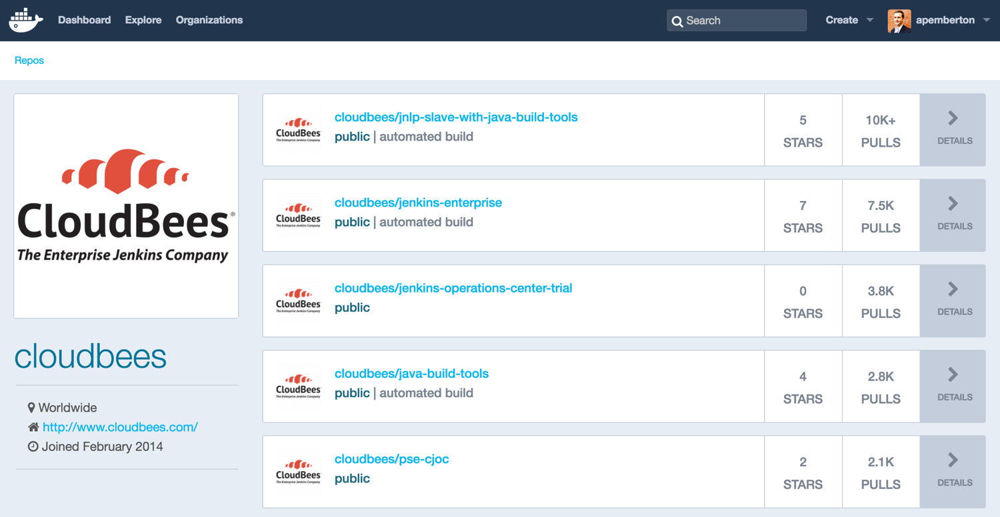 Dashboard Explore Organizations Search Create apemberton
Repos
CloudBees®
The Enterprise Jenkins Company
cloudbees
Worldwide
http://www.cloudbees.com/
Joined February 2014
CloudBees
The Enterprise Jenkins Company
cloudbees/jnlp-slave-with-java-build-tools
public | automated build
5
STARS
10K+
PULLS
DETAILS
CloudBees
The Enterprise Jenkins Company
cloudbees/jenkins-enterprise
public | automated build
7
STARS
7.5K
PULLS
DETAILS
CloudBees
The Enterprise Jenkins Company
cloudbees/jenkins-operations-center-trial
public
0
STARS
3.8K
PULLS
DETAILS
CloudBees
The Enterprise Jenkins Company
cloudbees/java-build-tools
public | automated build
4
STARS
2.8K
PULLS
DETAILS
CloudBees
The Enterprise Jenkins Company
cloudbees/pse-cjoc
public
2
STARS
2.1K
PULLS
DETAILS